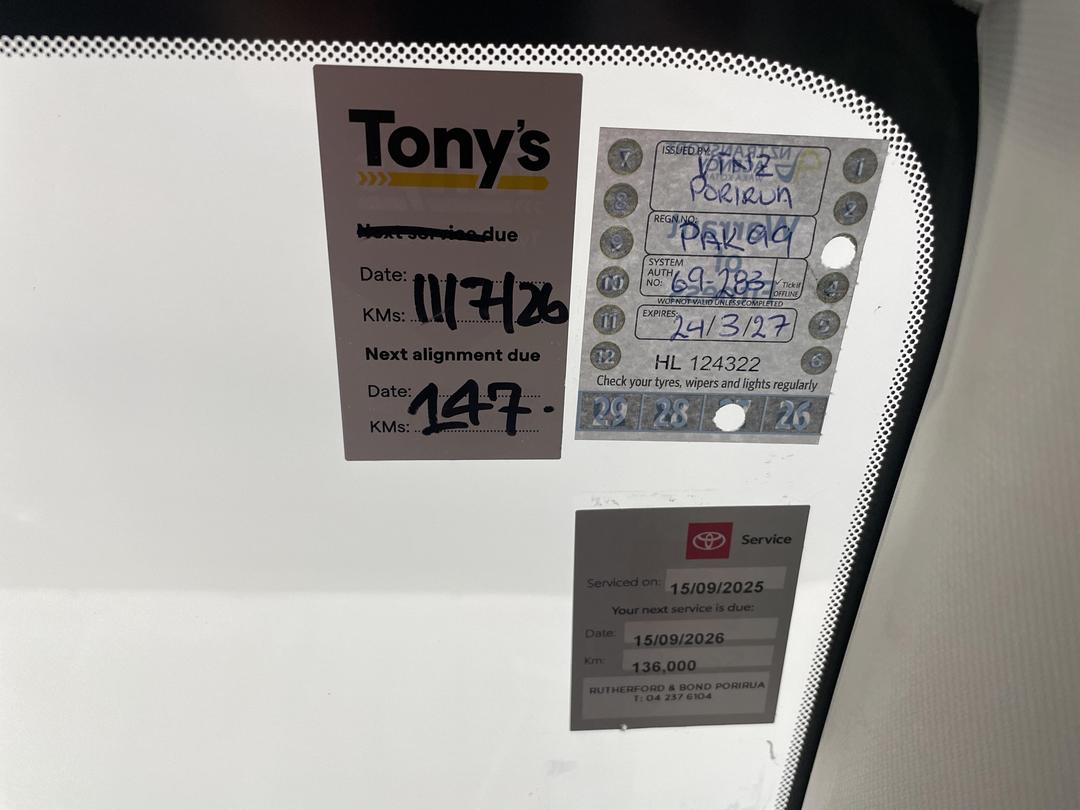 Tony's
Next service due
Date: 11/7/26
KMs:
Next alignment due
Date: 147.
KMs:
7
8
9
10
11
12
ISSUED BY: VTNZ
PORIRUA
REGN.NO:
SYSTEM
AUTH
NO: 69-283
Tick if
OFFLINE
WOF NOT VALID UNLESS COMPLETED
EXPIRES: 24/3/27
HL 124322
Check your tyres, wipers and lights regularly
1
2
4
5
6
29 28 26
Service
Serviced on: 15/09/2025
Your next service is due:
Date: 15/09/2026
Km: 136,000
RUTHERFORD & BOND PORIRUA
T: 04 237 6104